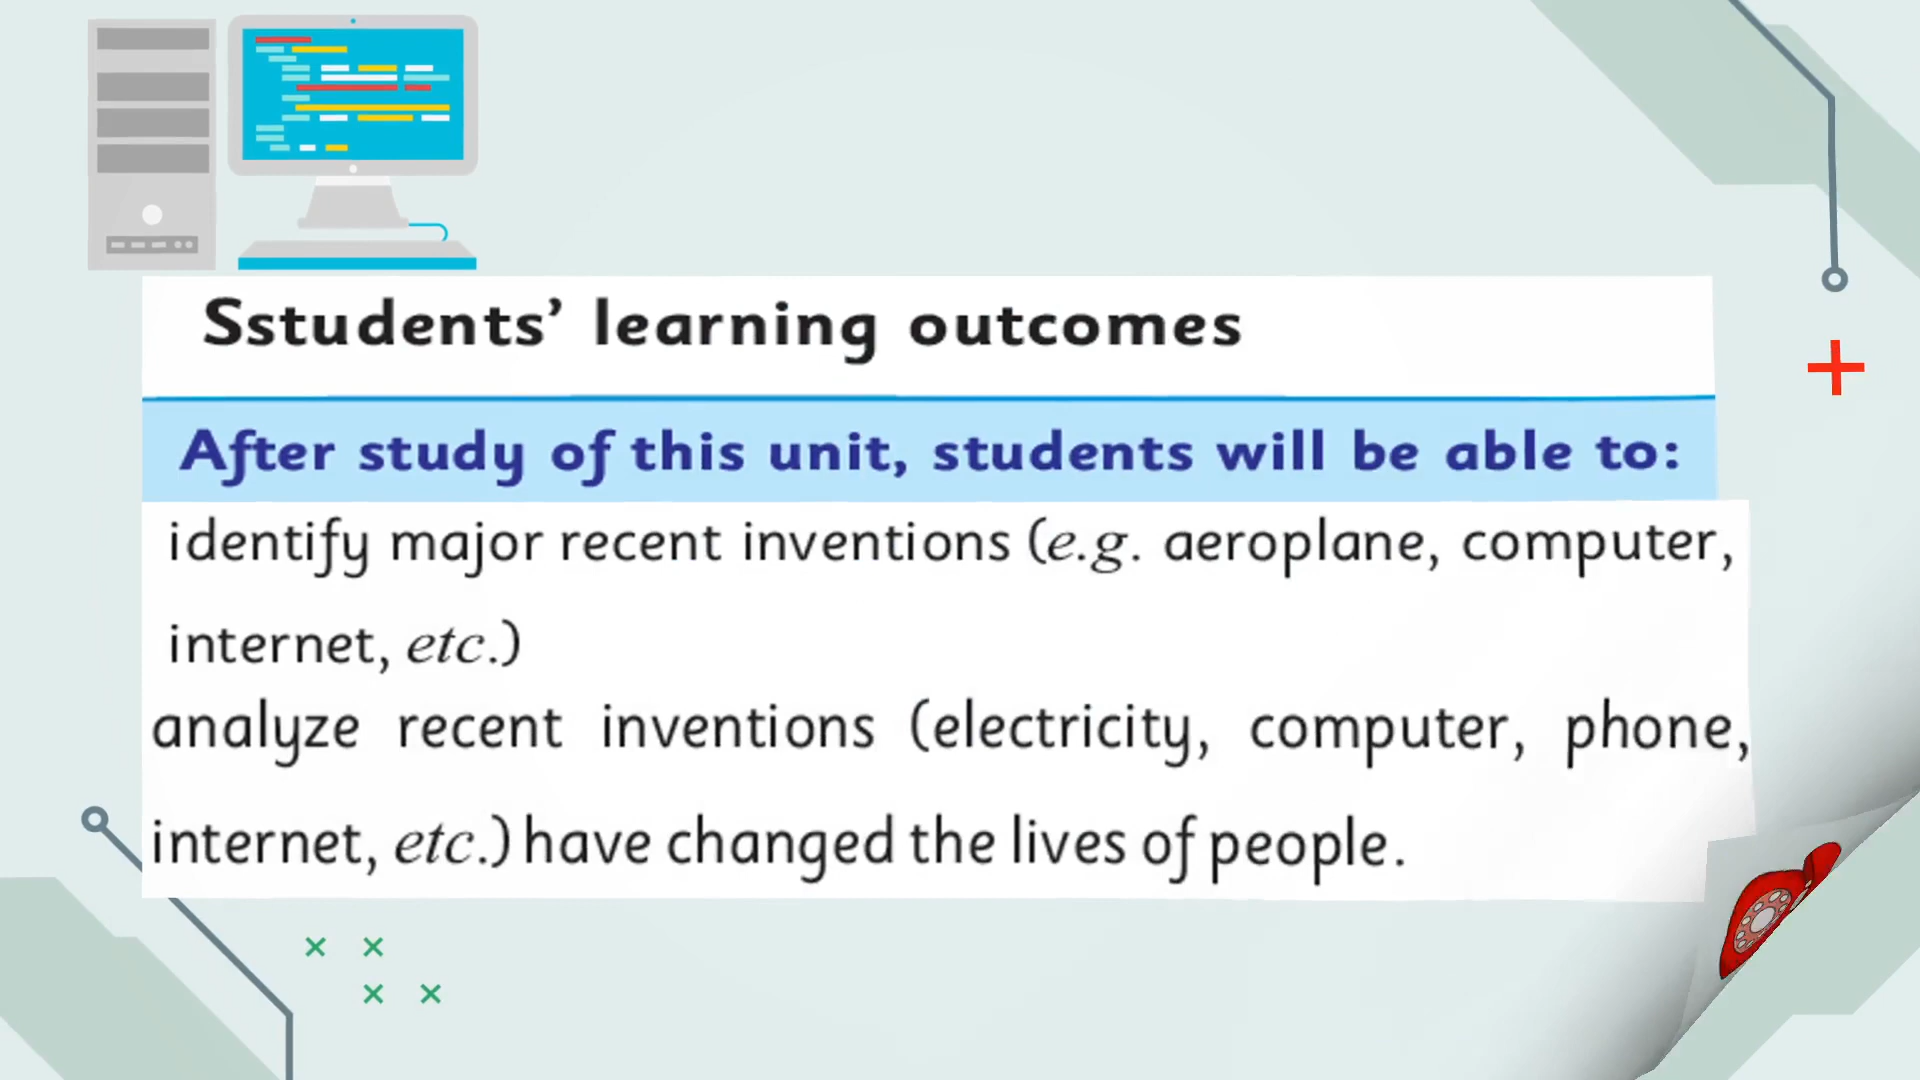 Sstudents’ learning outcomes
After study of this unit, students will be able to:
identify major recent inventions (e.g. aeroplane, computer,
internet, etc.)
analyze recent inventions (electricity, computer, phone,
internet, etc.) have changed the lives of people.